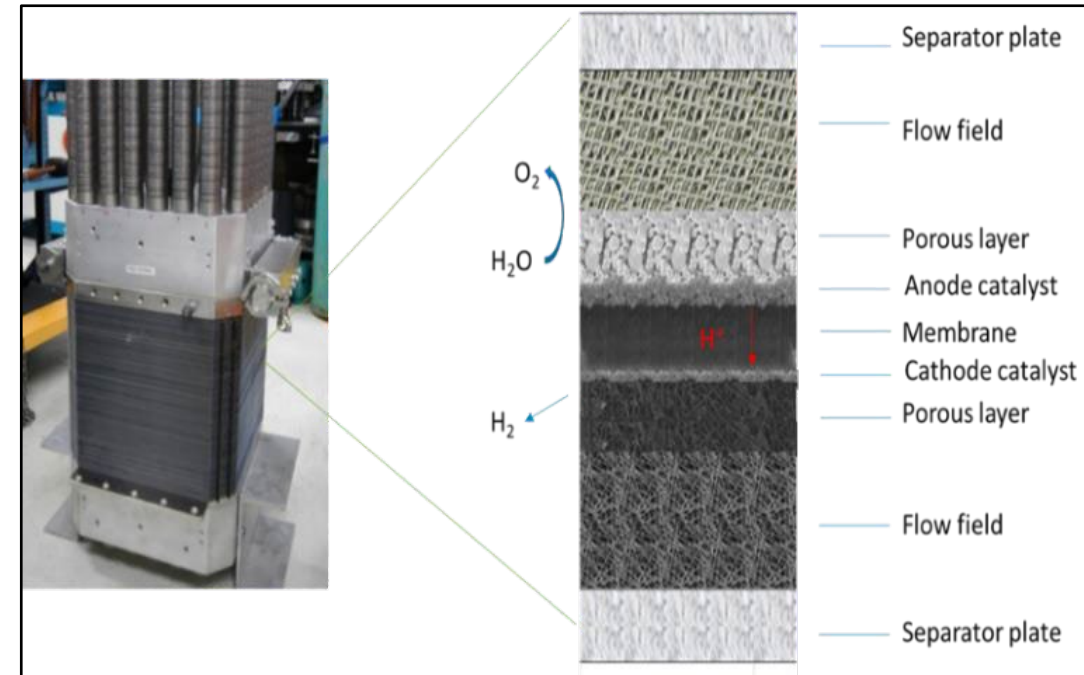 Separator plate
Flow field
O₂
H₂O
Porous layer
Anode catalyst
H⁺
Membrane
Cathode catalyst
Porous layer
H₂
Flow field
Separator plate